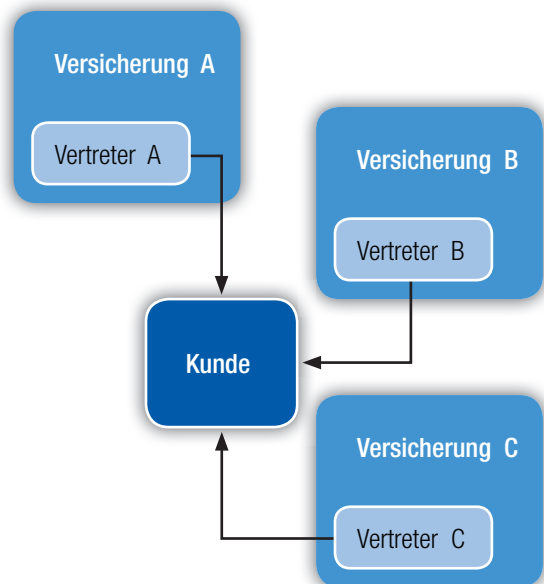 Versicherung A
Vertreter A
Versicherung B
Vertreter B
Kunde
Versicherung C
Vertreter C